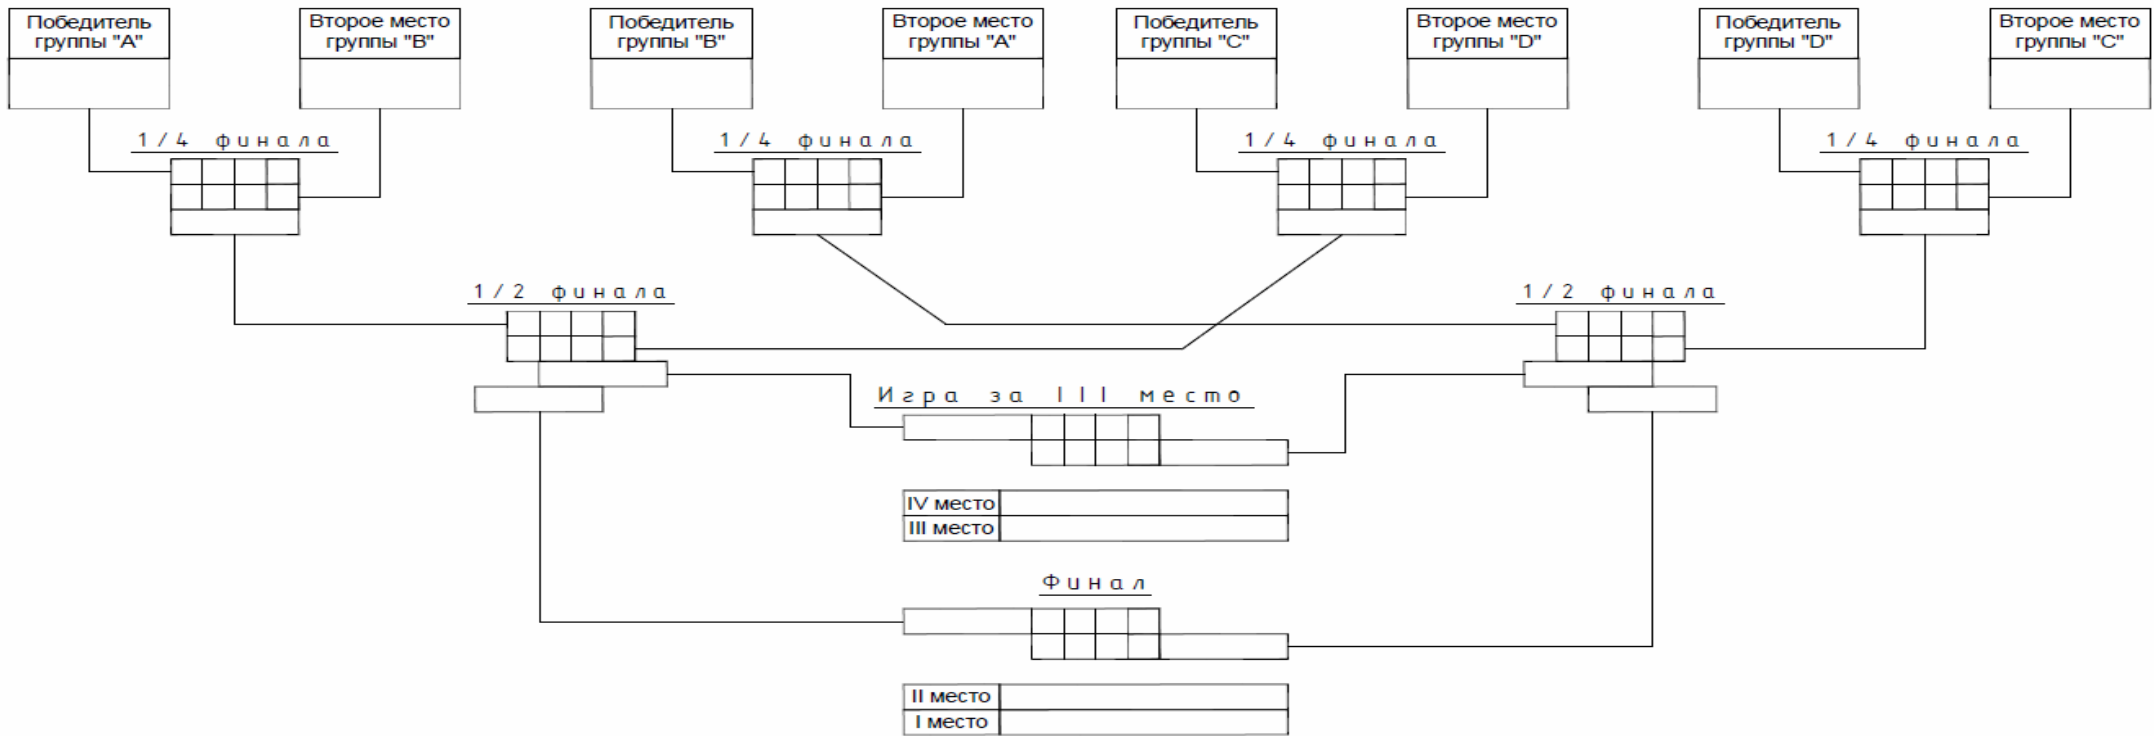 Победитель
группы "А"
Второе место
группы "В"
Победитель
группы "В"
Второе место
группы "А"
Победитель
группы "С"
Второе место
группы "D"
Победитель
группы "D"
Второе место
группы "С"
1/4 финала
1/4 финала
1/4 финала
1/4 финала
1/2 финала
1/2 финала
Игра за III место
IV место
III место
Финал
II место
I место